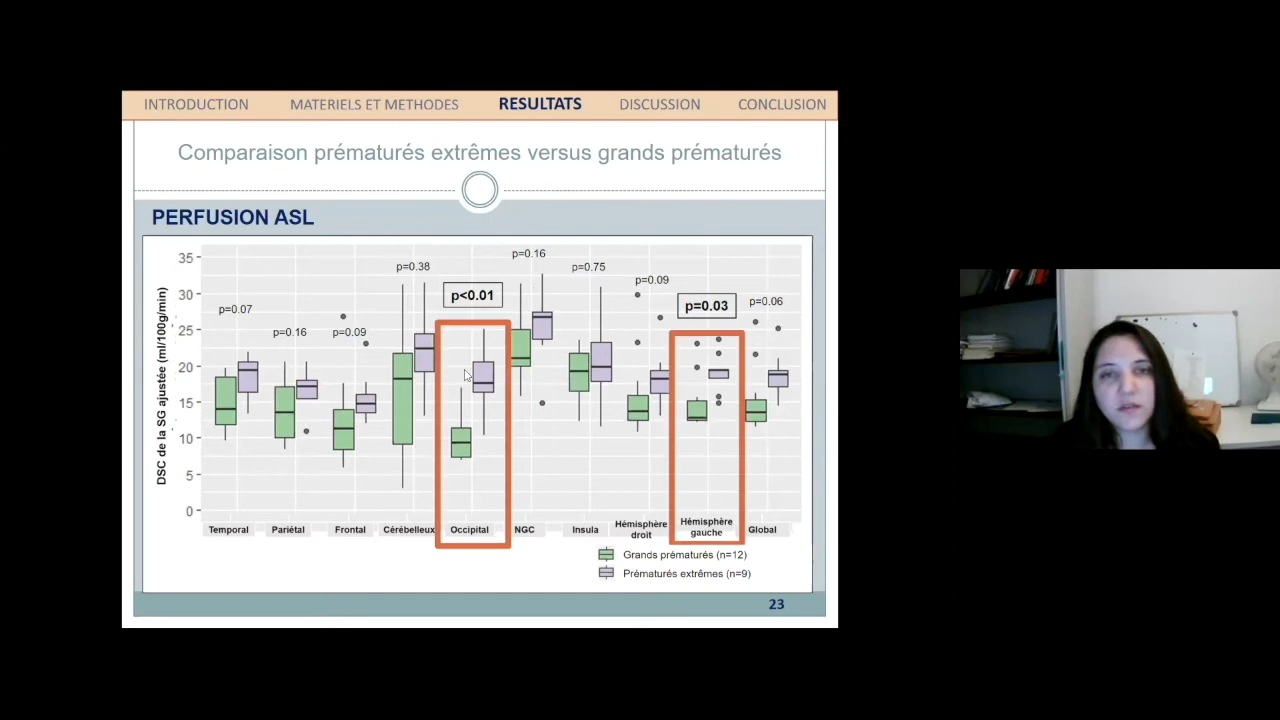 INTRODUCTION MATERIELS ET METHODES RESULTATS DISCUSSION CONCLUSION
Comparaison prématurés extrêmes versus grands prématurés
PERFUSION ASL
DSC de la SG ajustée (ml/100g/min)
35
30
25
20
15
10
5
0
p=0.07
p=0.16
p=0.09
p=0.38
p<0.01
p=0.16
p=0.75
p=0.09
p=0.03
p=0.06
Temporal Pariétal Frontal Cérébelleux Occipital NGC Insula Hémisphère droit Hémisphère gauche Global
Grands prématurés (n=12)
Prématurés extrêmes (n=9)
23